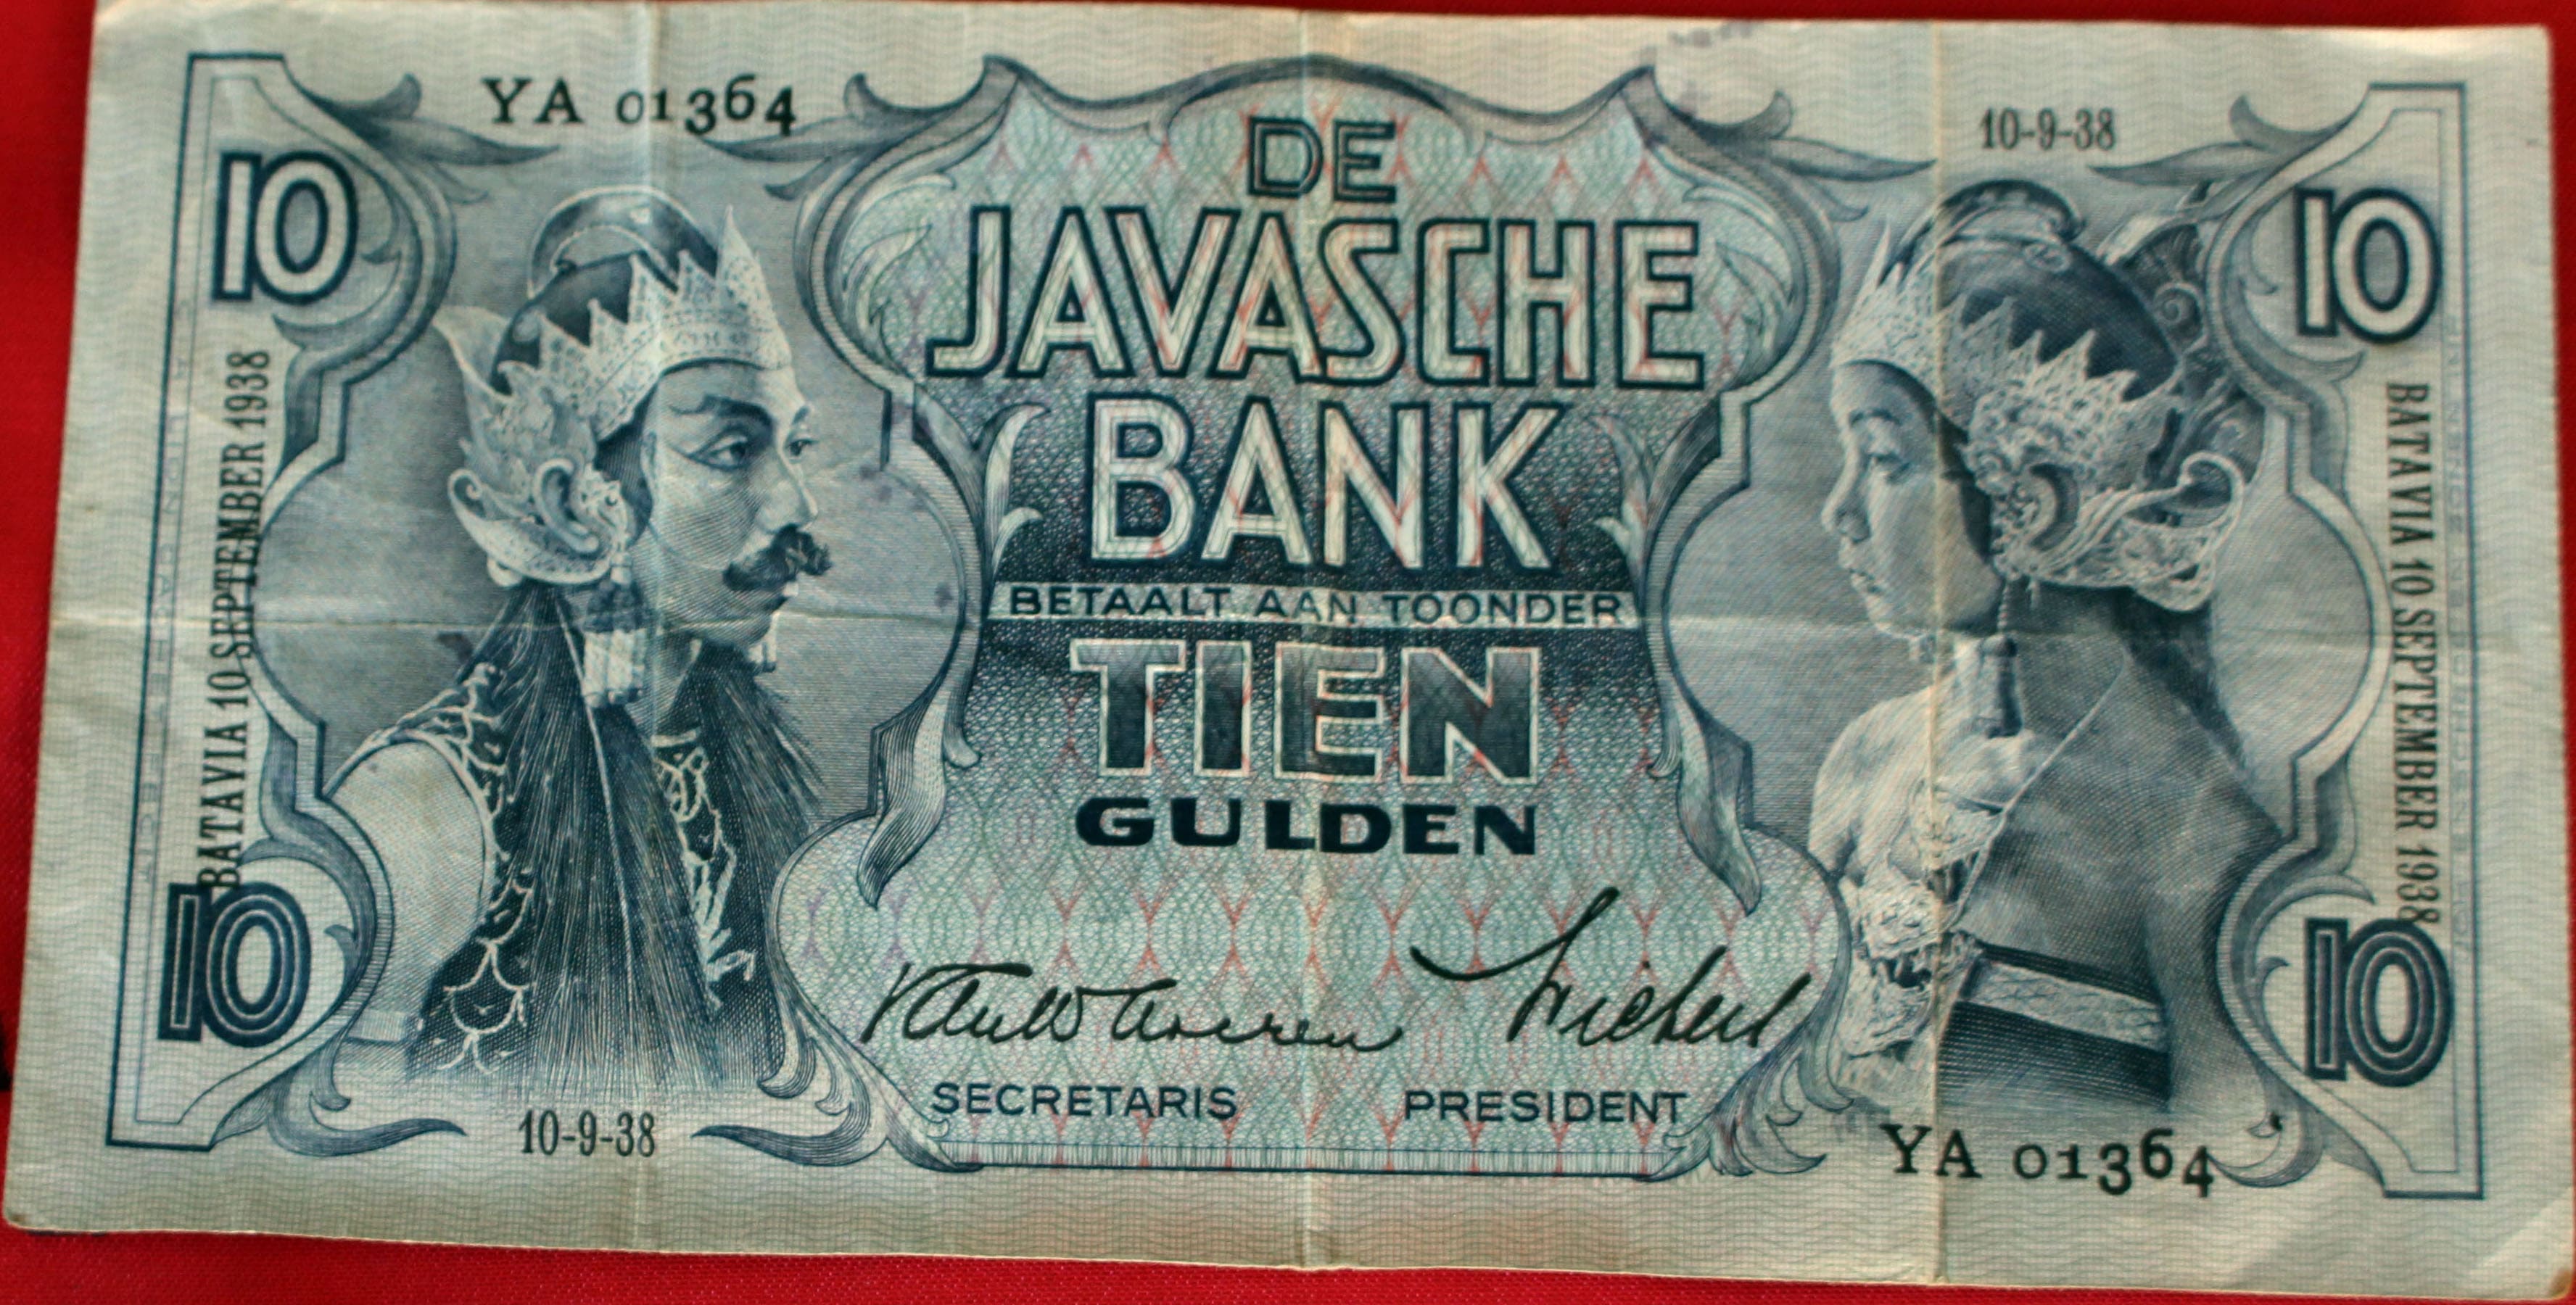 YA 01364
10-9-38
10
10
DE
JAVASCHE
BANK
BETAALT AAN TOONDER
TIEN
GULDEN
BATAVIA 10 SEPTEMBER 1938
BATAVIA 10 SEPTEMBER 1938
10
10
SECRETARIS
PRESIDENT
10-9-38
YA 01364